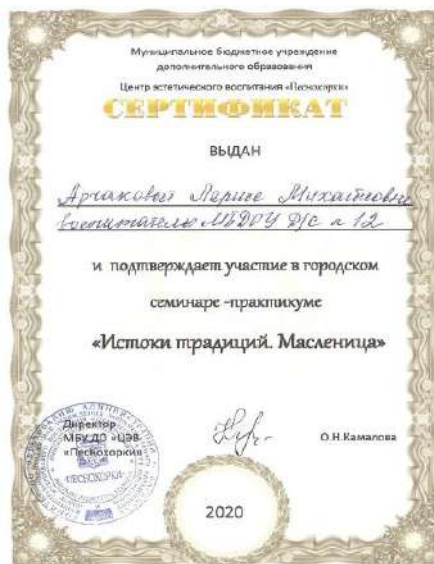 Муниципальное бюджетное учреждение
дополнительного образования
Центр эстетического воспитания «Песнохорки»
СЕРТИФИКАТ
ВЫДАН
Арчаковой Ларисе Михайловне
воспитателю МБДОУ Д/с № 12
и подтверждает участие в городском
семинаре -практикуме
«Истоки традиций. Масленица»
Директор
МБУ ДО «ЦЭВ
«Песнохорки»
О.Н.Камалова
ПЕСНОХОРКИ
2020